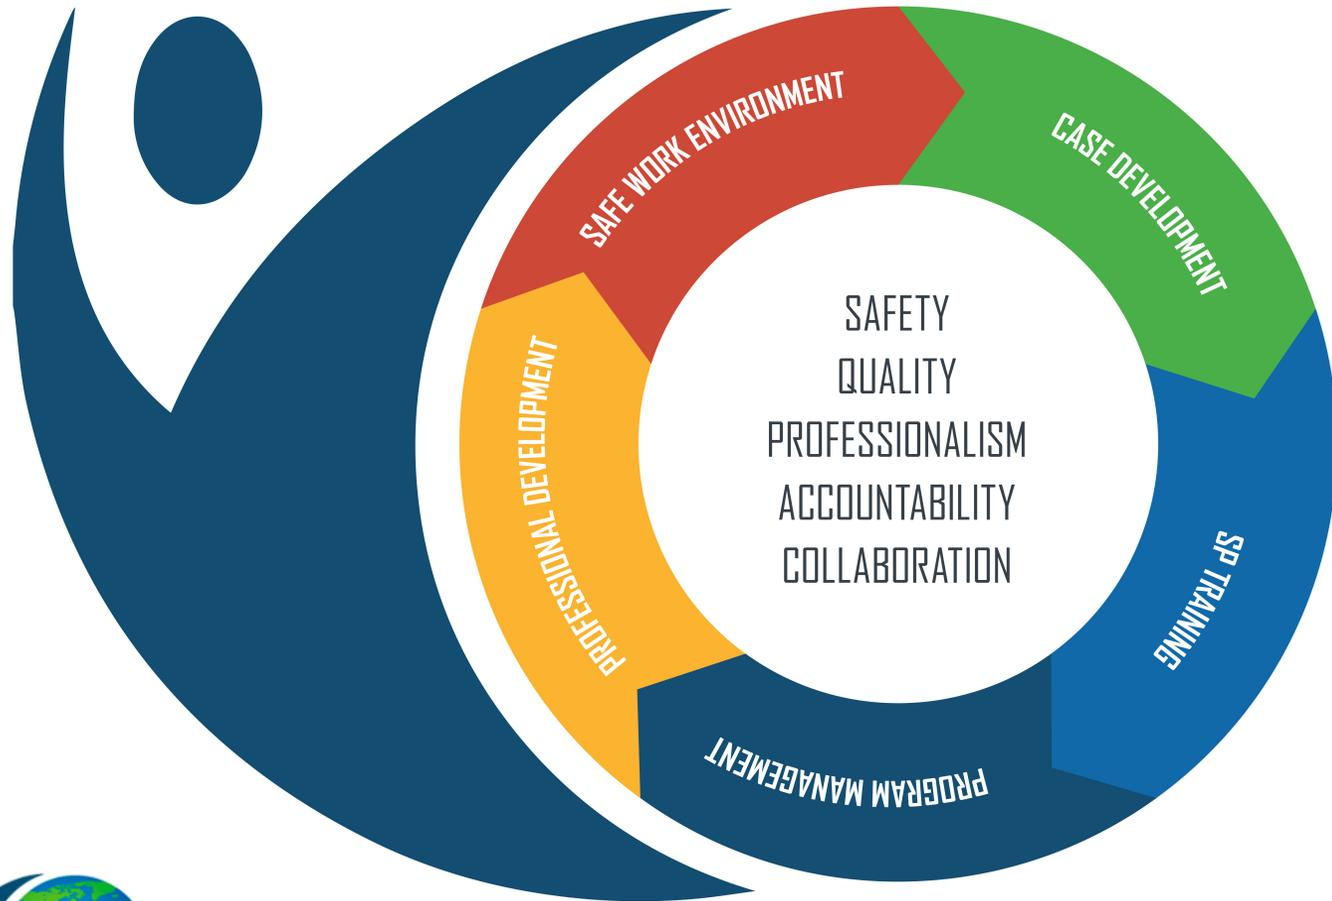 SAFE WORK ENVIRONMENT
CASE DEVELOPMENT
SP TRAINING
PROGRAM MANAGEMENT
PROFESSIONAL DEVELOPMENT
SAFETY
QUALITY
PROFESSIONALISM
ACCOUNTABILITY
COLLABORATION